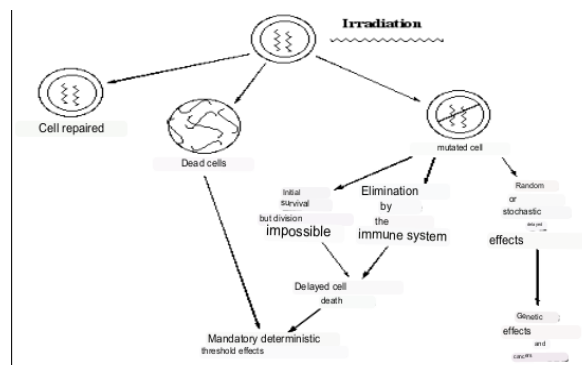 Irradiation
Cell repaired
Dead cells
mutated cell
Initial
survival
but division
impossible
Elimination
by
the
immune system
Random
or
stochastic
delayed
effects
Delayed cell
death
Mandatory deterministic
threshold effects
Genetic
effects
and
cancers